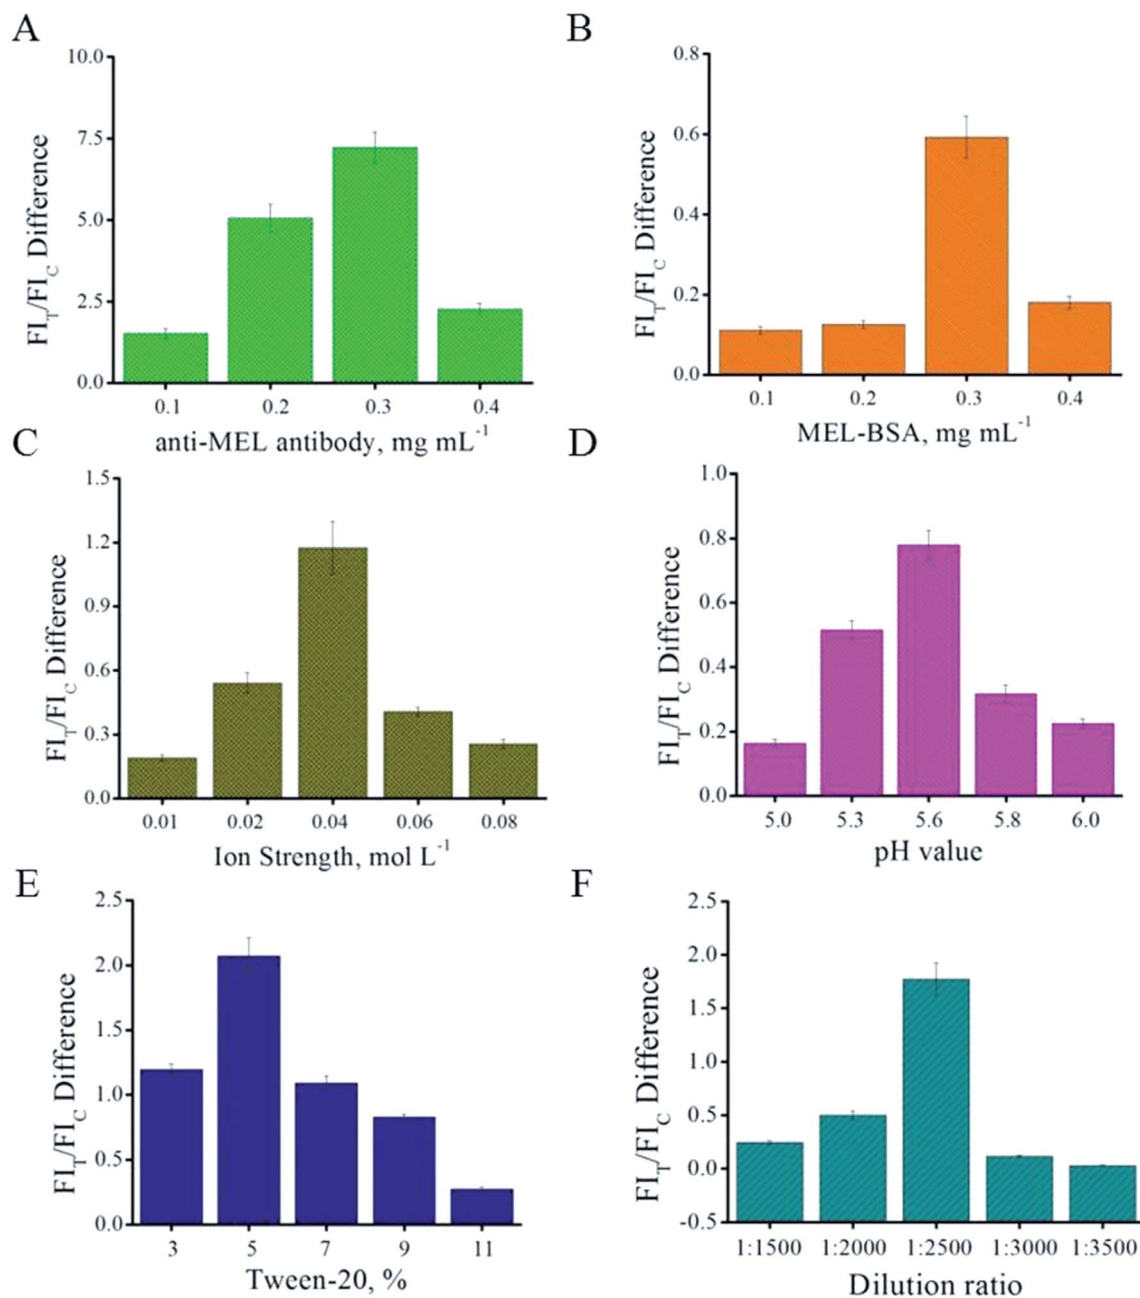 A
10.0
7.5
5.0
2.5
0.0
FI_T/FI_C Difference
0.1 0.2 0.3 0.4
anti-MEL antibody, mg mL⁻¹
B
0.8
0.6
0.4
0.2
0.0
FI_T/FI_C Difference
0.1 0.2 0.3 0.4
MEL-BSA, mg mL⁻¹
C
1.5
1.2
0.9
0.6
0.3
0.0
FI_T/FI_C Difference
0.01 0.02 0.04 0.06 0.08
Ion Strength, mol L⁻¹
D
1.0
0.8
0.6
0.4
0.2
0.0
FI_T/FI_C Difference
5.0 5.3 5.6 5.8 6.0
pH value
E
2.5
2.0
1.5
1.0
0.5
0.0
FI_T/FI_C Difference
3 5 7 9 11
Tween-20, %
F
2.5
2.0
1.5
1.0
0.5
0.0
-0.5
FI_T/FI_C Difference
1:1500 1:2000 1:2500 1:3000 1:3500
Dilution ratio